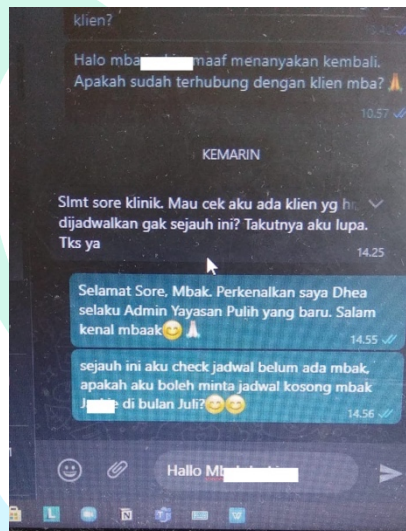 klien?
Halo mba maaf menanyakan kembali.
Apakah sudah terhubung dengan klien mba?
10.57
KEMARIN
Slmt sore klinik. Mau cek aku ada klien yg
dijadwalkan gak sejauh ini? Takutnya aku lupa.
Tks ya
14.25
Selamat Sore, Mbak. Perkenalkan saya Dhea
selaku Admin Yayasan Pulih yang baru. Salam
kenal mbaak
14.55
sejauh ini aku check jadwal belum ada mbak,
apakah aku boleh minta jadwal kosong mbak
di bulan Juli?
14.56
Hallo